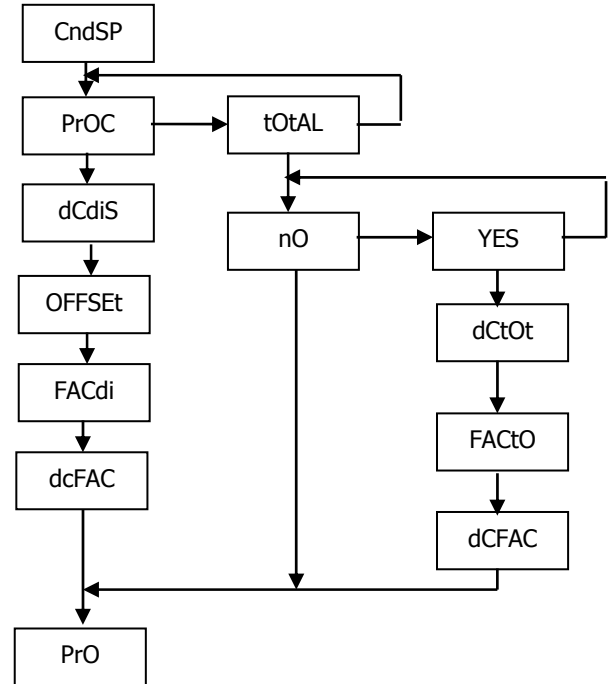 CndSP
PrOC
tOtAL
dCdiS
nO
YES
OFFSEt
dCtOt
FACdi
FACtO
dcFAC
dCFAC
PrO